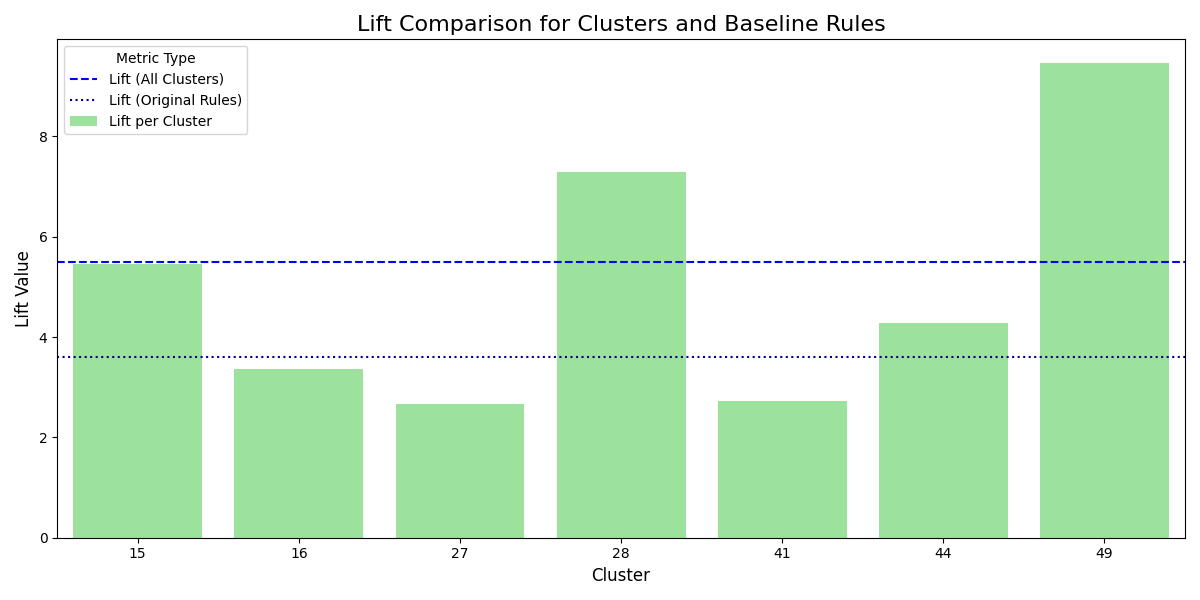 Lift Comparison for Clusters and Baseline Rules
Metric Type
Lift (All Clusters)
Lift (Original Rules)
Lift per Cluster
Lift Value
8
6
4
2
0
15 16 27 28 41 44 49
Cluster